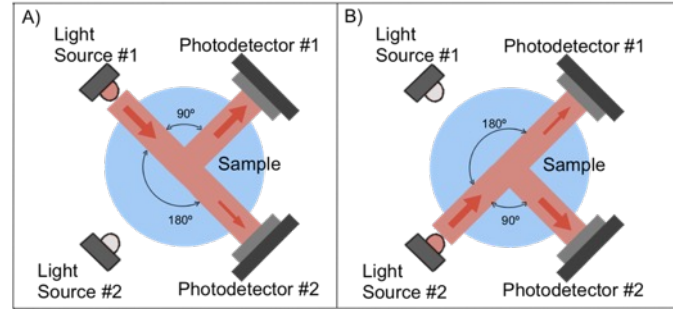 A)
Light
Source #1
Photodetector #1
90º
Sample
180º
Light
Source #2
Photodetector #2
B)
Light
Source #1
Photodetector #1
180º
Sample
90º
Light
Source #2
Photodetector #2